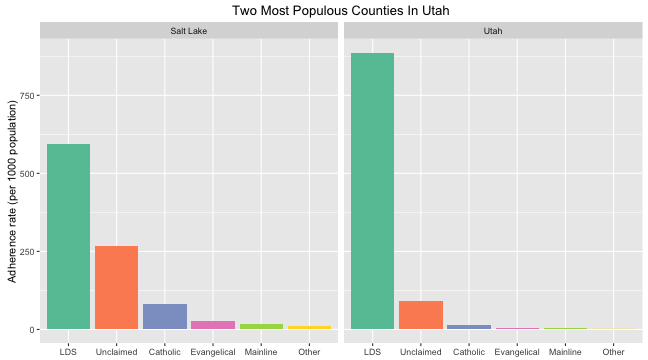 Two Most Populous Counties In Utah
Salt Lake
Utah
Adherence rate (per 1000 population)
750
500
250
0
LDS Unclaimed Catholic Evangelical Mainline Other
LDS Unclaimed Catholic Evangelical Mainline Other